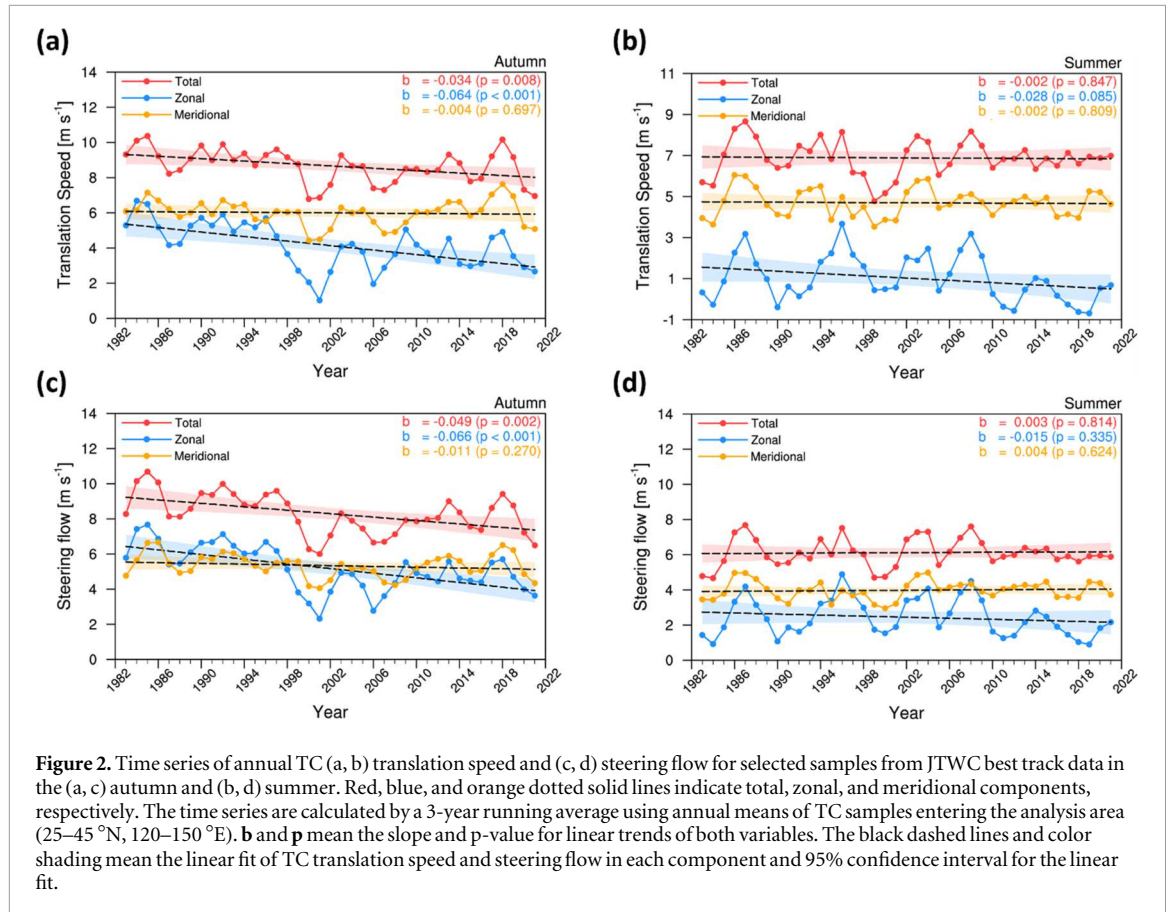 (a)
Autumn
14
12
10
8
6
4
2
0
Translation Speed [m s⁻¹]
Total
Zonal
Meridional
b = -0.034 (p = 0.008)
b = -0.064 (p < 0.001)
b = -0.004 (p = 0.697)
1982 1986 1990 1994 1998 2002 2006 2010 2014 2018 2022
Year
(b)
Summer
11
9
7
5
3
1
-1
Translation Speed [m s⁻¹]
Total
Zonal
Meridional
b = -0.002 (p = 0.847)
b = -0.028 (p = 0.085)
b = -0.002 (p = 0.809)
1982 1986 1990 1994 1998 2002 2006 2010 2014 2018 2022
Year
(c)
Autumn
14
12
10
8
6
4
2
0
Steering flow [m s⁻¹]
Total
Zonal
Meridional
b = -0.049 (p = 0.002)
b = -0.066 (p < 0.001)
b = -0.011 (p = 0.270)
1982 1986 1990 1994 1998 2002 2006 2010 2014 2018 2022
Year
(d)
Summer
14
12
10
8
6
4
2
0
Steering flow [m s⁻¹]
Total
Zonal
Meridional
b = 0.003 (p = 0.814)
b = -0.015 (p = 0.335)
b = 0.004 (p = 0.624)
1982 1986 1990 1994 1998 2002 2006 2010 2014 2018 2022
Year
Figure 2. Time series of annual TC (a, b) translation speed and (c, d) steering flow for selected samples from JTWC best track data in
the (a, c) autumn and (b, d) summer. Red, blue, and orange dotted solid lines indicate total, zonal, and meridional components,
respectively. The time series are calculated by a 3-year running average using annual means of TC samples entering the analysis area
(25–45 °N, 120–150 °E). b and p mean the slope and p-value for linear trends of both variables. The black dashed lines and color
shading mean the linear fit of TC translation speed and steering flow in each component and 95% confidence interval for the linear
fit.